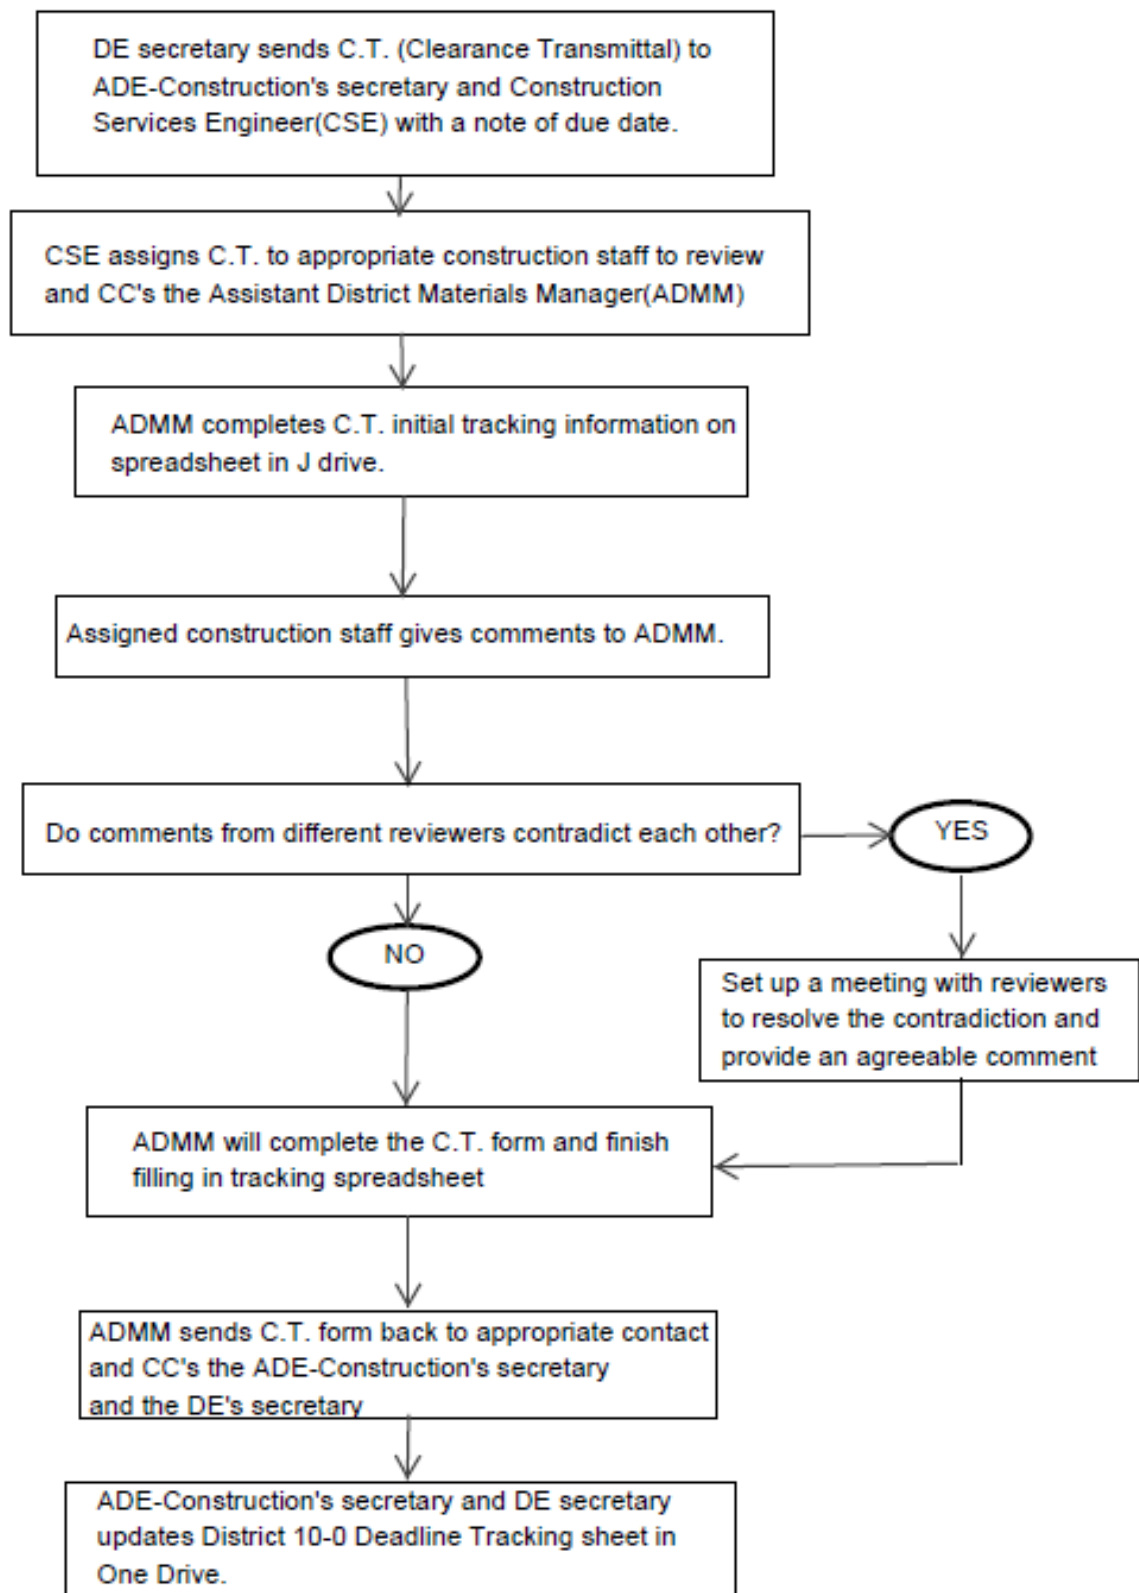 DE secretary sends C.T. (Clearance Transmittal) to
ADE-Construction's secretary and Construction
Services Engineer(CSE) with a note of due date.
CSE assigns C.T. to appropriate construction staff to review
and CC's the Assistant District Materials Manager(ADMM)
ADMM completes C.T. initial tracking information on
spreadsheet in J drive.
Assigned construction staff gives comments to ADMM.
Do comments from different reviewers contradict each other?
YES
NO
Set up a meeting with reviewers
to resolve the contradiction and
provide an agreeable comment
ADMM will complete the C.T. form and finish
filling in tracking spreadsheet
ADMM sends C.T. form back to appropriate contact
and CC's the ADE-Construction's secretary
and the DE's secretary
ADE-Construction's secretary and DE secretary
updates District 10-0 Deadline Tracking sheet in
One Drive.